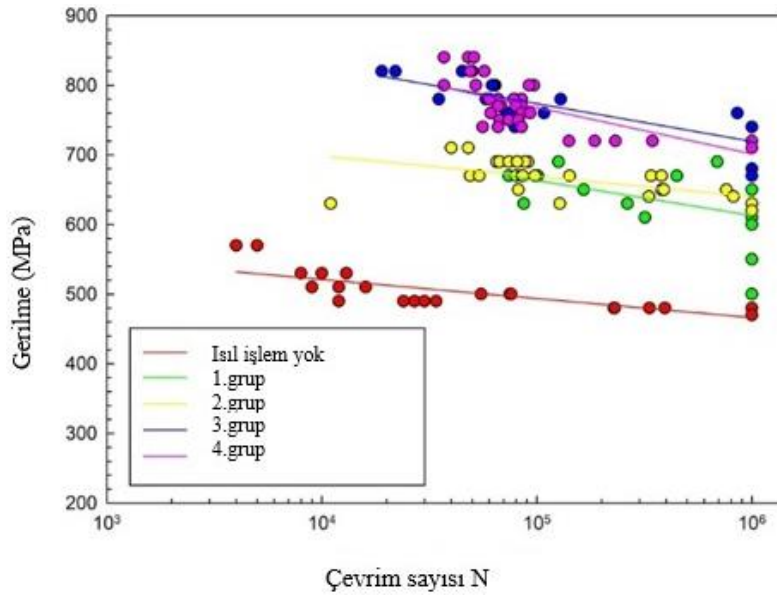 900
800
700
600
500
400
300
200
Gerilme (MPa)
Isıl işlem yok
1.grup
2.grup
3.grup
4.grup
10³ 10⁴ 10⁵ 10⁶
Çevrim sayısı N